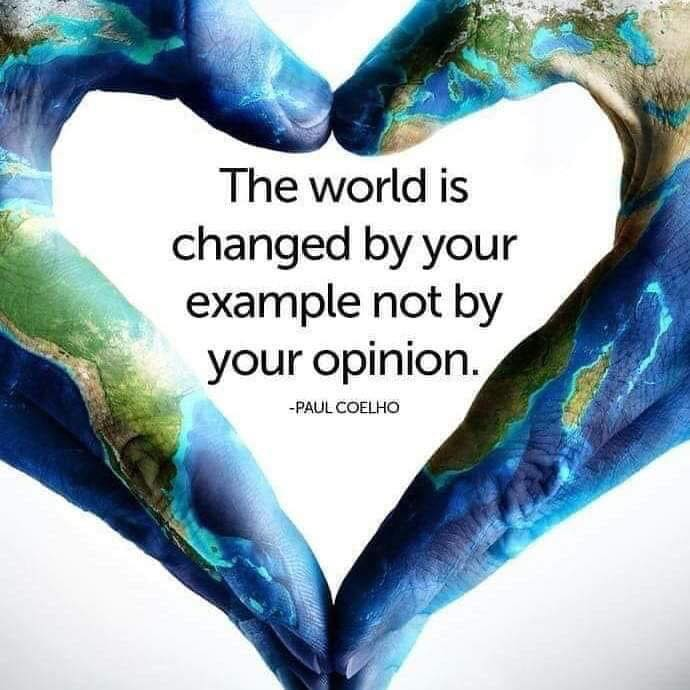 The world is
changed by your
example not by
your opinion.
-PAUL COELHO